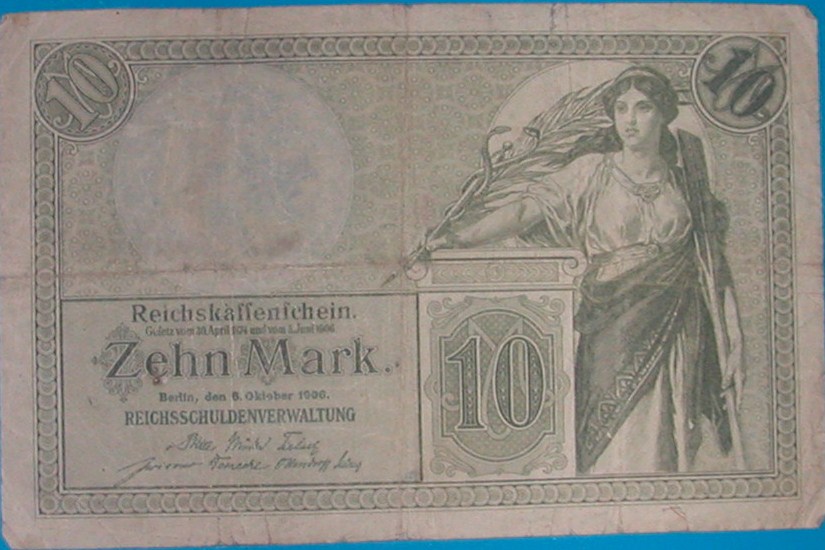 10
10
Reichskaſſenſchein.
Geſetz vom 30. April 1874 und vom 5. Juni 1906
Zehn Mark.
Berlin, den 6. Oktober 1906.
REICHSSCHULDENVERWALTUNG
10